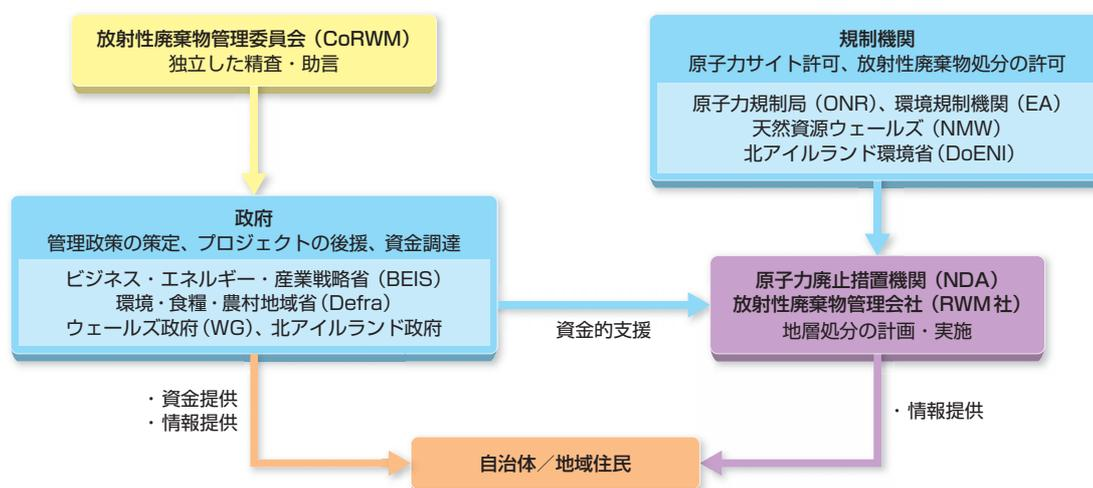 放射性廃棄物管理委員会（CoRWM）
独立した精査・助言
規制機関
原子力サイト許可、放射性廃棄物処分の許可
原子力規制局（ONR）、環境規制機関（EA）
天然資源ウェールズ（NMW）
北アイルランド環境省（DoENI）
政府
管理政策の策定、プロジェクトの後援、資金調達
ビジネス・エネルギー・産業戦略省（BEIS）
環境・食糧・農村地域省（Defra）
ウェールズ政府（WG）、北アイルランド政府
資金的支援
原子力廃止措置機関（NDA）
放射性廃棄物管理会社（RWM社）
地層処分の計画・実施
・資金提供
・情報提供
・情報提供
自治体／地域住民